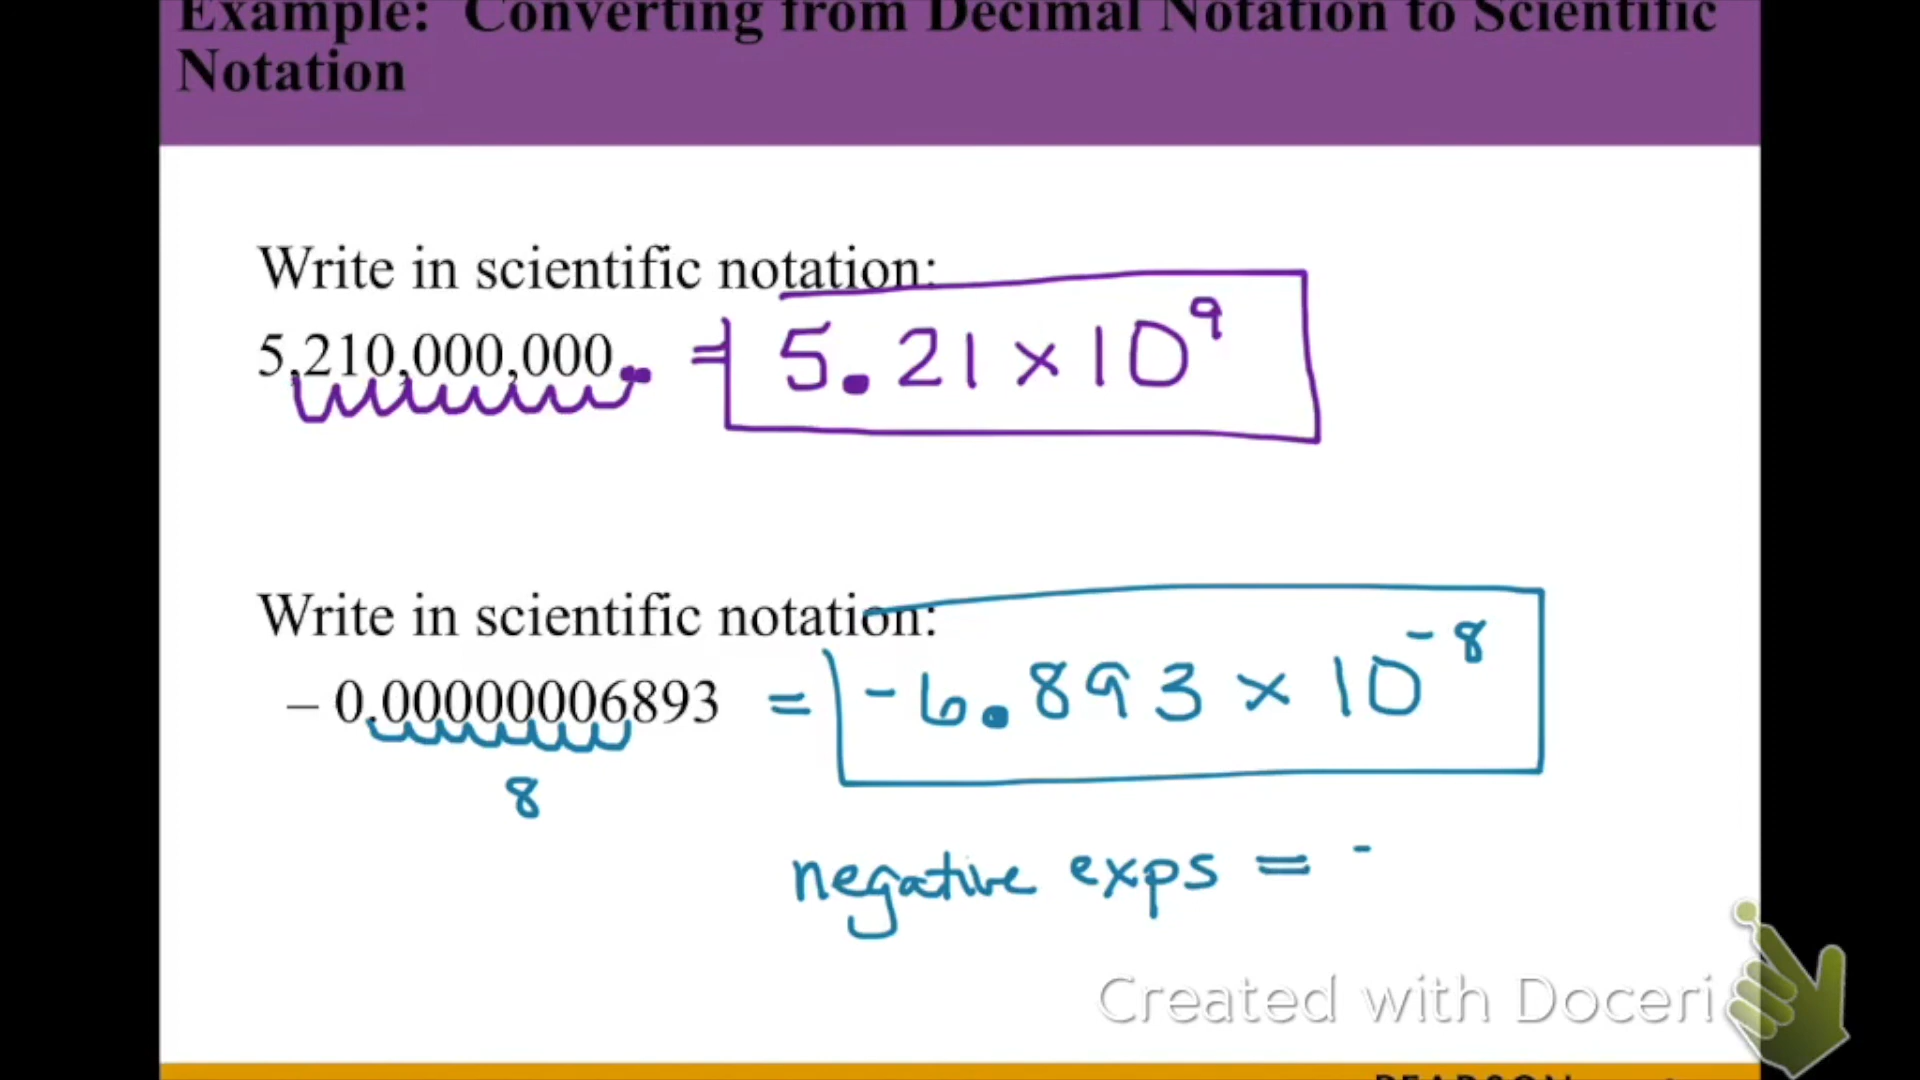 Example: Converting from Decimal Notation to Scientific
Notation
Write in scientific notation:
5,210,000,000. = 5.21 × 10⁹
Write in scientific notation:
– 0.00000006893 = -6.893 × 10⁻⁸
8
negative exps = -
Created with Doceri
PEARSON